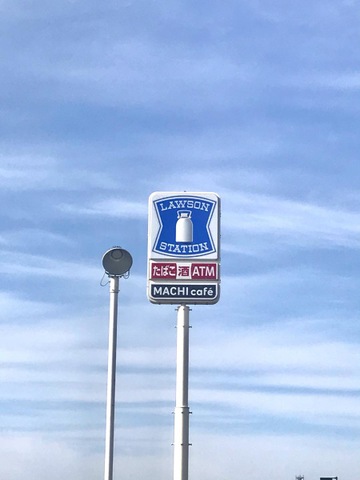 LAWSON
STATION
たばこ 酒 ATM
MACHI café